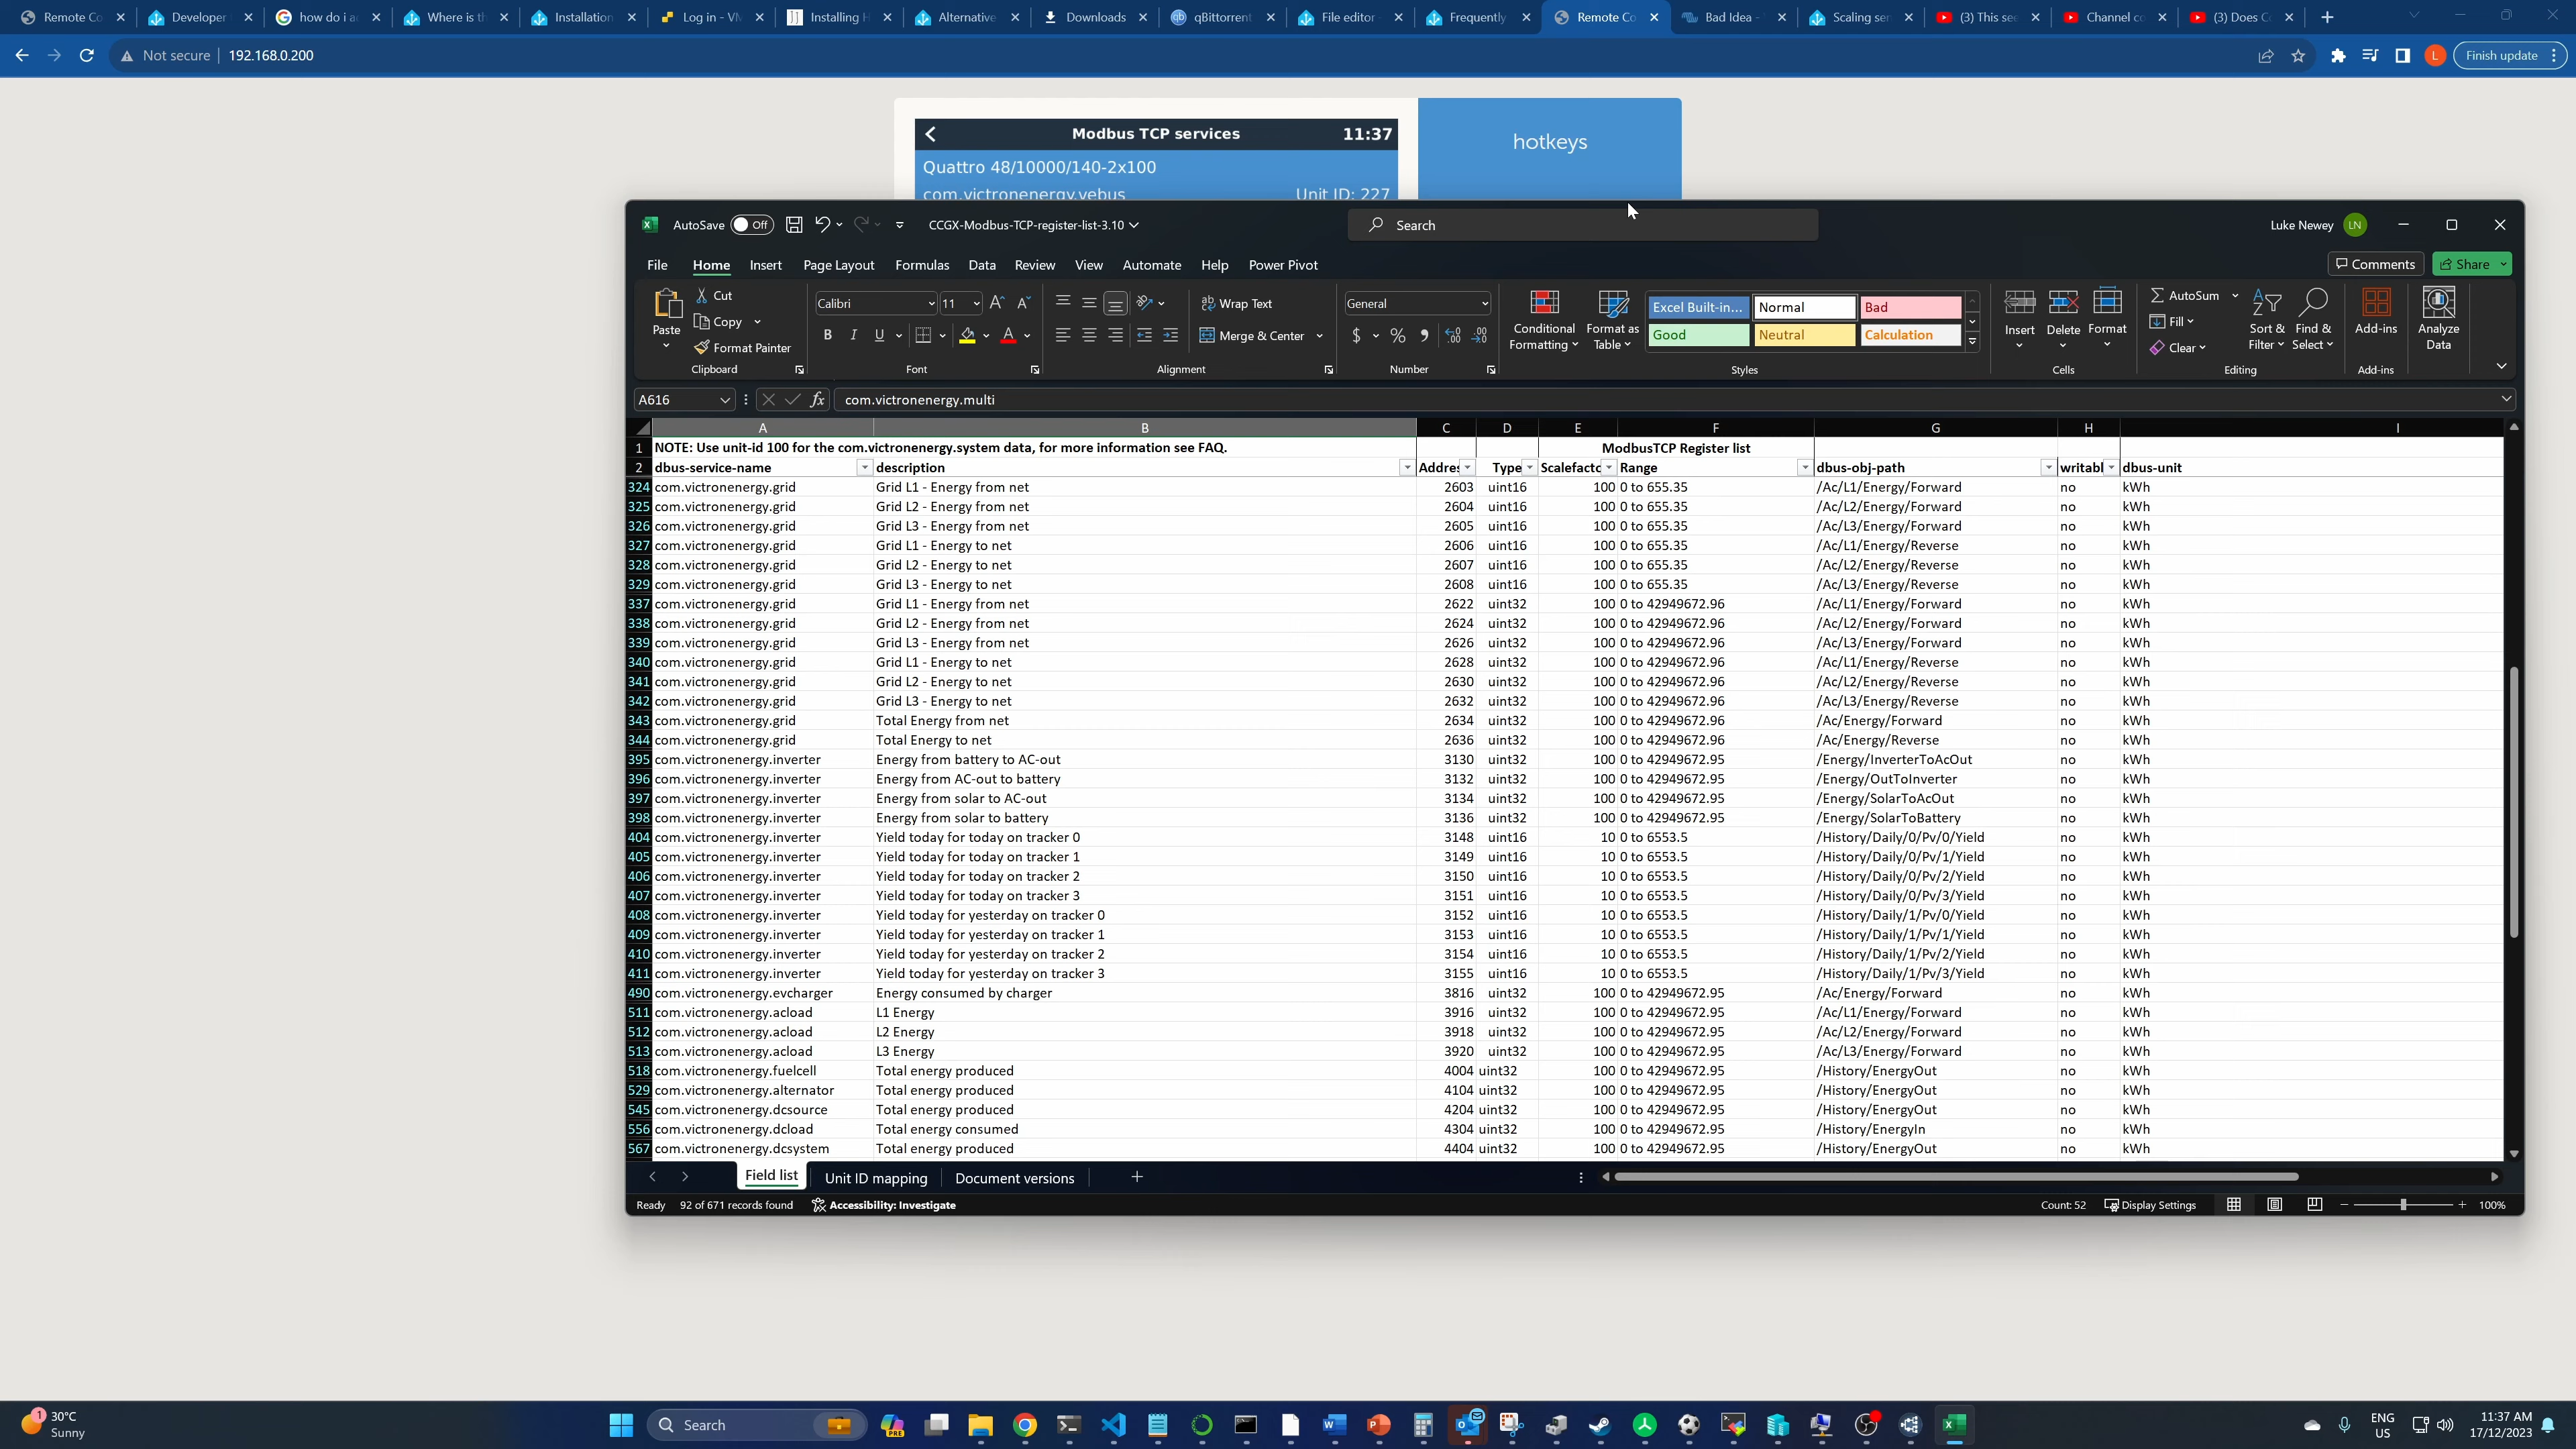 Remote Co
Developer
how do i a
Where is th
Installation
Log in - VM
Installing H
Alternative
Downloads
qBittorrent
File editor
Frequently
Remote Co
Bad Idea -
Scaling sen
(3) This see
Channel co
(3) Does C
Not secure 192.168.0.200
Finish update
Modbus TCP services 11:37
hotkeys
Quattro 48/10000/140-2x100
com.victronenergy.vebus Unit ID: 227
AutoSave Off CCGX-Modbus-TCP-register-list-3.10 Search Luke Newey LN
File Home Insert Page Layout Formulas Data Review View Automate Help Power Pivot Comments Share
Paste Cut Copy Format Painter Clipboard
Calibri 11 B I U Font
Wrap Text Merge & Center Alignment
General $ % Number
Conditional Formatting Format as Table Excel Built-in... Normal Bad Good Neutral Calculation Styles
Insert Delete Format Cells
AutoSum Fill Clear Sort & Filter Find & Select Editing
Add-ins Add-ins
Analyze Data
A616 fx com.victronenergy.multi
A B C D E F G H I
1 NOTE: Use unit-id 100 for the com.victronenergy.system data, for more information see FAQ. ModbusTCP Register list
2 dbus-service-name description Addres Type Scalefacto Range dbus-obj-path writabl dbus-unit
324 com.victronenergy.grid Grid L1 - Energy from net 2603 uint16 100 0 to 655.35 /Ac/L1/Energy/Forward no kWh
325 com.victronenergy.grid Grid L2 - Energy from net 2604 uint16 100 0 to 655.35 /Ac/L2/Energy/Forward no kWh
326 com.victronenergy.grid Grid L3 - Energy from net 2605 uint16 100 0 to 655.35 /Ac/L3/Energy/Forward no kWh
327 com.victronenergy.grid Grid L1 - Energy to net 2606 uint16 100 0 to 655.35 /Ac/L1/Energy/Reverse no kWh
328 com.victronenergy.grid Grid L2 - Energy to net 2607 uint16 100 0 to 655.35 /Ac/L2/Energy/Reverse no kWh
329 com.victronenergy.grid Grid L3 - Energy to net 2608 uint16 100 0 to 655.35 /Ac/L3/Energy/Reverse no kWh
337 com.victronenergy.grid Grid L1 - Energy from net 2622 uint32 100 0 to 42949672.96 /Ac/L1/Energy/Forward no kWh
338 com.victronenergy.grid Grid L2 - Energy from net 2624 uint32 100 0 to 42949672.96 /Ac/L2/Energy/Forward no kWh
339 com.victronenergy.grid Grid L3 - Energy from net 2626 uint32 100 0 to 42949672.96 /Ac/L3/Energy/Forward no kWh
340 com.victronenergy.grid Grid L1 - Energy to net 2628 uint32 100 0 to 42949672.96 /Ac/L1/Energy/Reverse no kWh
341 com.victronenergy.grid Grid L2 - Energy to net 2630 uint32 100 0 to 42949672.96 /Ac/L2/Energy/Reverse no kWh
342 com.victronenergy.grid Grid L3 - Energy to net 2632 uint32 100 0 to 42949672.96 /Ac/L3/Energy/Reverse no kWh
343 com.victronenergy.grid Total Energy from net 2634 uint32 100 0 to 42949672.96 /Ac/Energy/Forward no kWh
344 com.victronenergy.grid Total Energy to net 2636 uint32 100 0 to 42949672.96 /Ac/Energy/Reverse no kWh
395 com.victronenergy.inverter Energy from battery to AC-out 3130 uint32 100 0 to 42949672.95 /Energy/InverterToAcOut no kWh
396 com.victronenergy.inverter Energy from AC-out to battery 3132 uint32 100 0 to 42949672.95 /Energy/OutToInverter no kWh
397 com.victronenergy.inverter Energy from solar to AC-out 3134 uint32 100 0 to 42949672.95 /Energy/SolarToAcOut no kWh
398 com.victronenergy.inverter Energy from solar to battery 3136 uint32 100 0 to 42949672.95 /Energy/SolarToBattery no kWh
404 com.victronenergy.inverter Yield today for today on tracker 0 3148 uint16 10 0 to 6553.5 /History/Daily/0/Pv/0/Yield no kWh
405 com.victronenergy.inverter Yield today for today on tracker 1 3149 uint16 10 0 to 6553.5 /History/Daily/0/Pv/1/Yield no kWh
406 com.victronenergy.inverter Yield today for today on tracker 2 3150 uint16 10 0 to 6553.5 /History/Daily/0/Pv/2/Yield no kWh
407 com.victronenergy.inverter Yield today for today on tracker 3 3151 uint16 10 0 to 6553.5 /History/Daily/0/Pv/3/Yield no kWh
408 com.victronenergy.inverter Yield today for yesterday on tracker 0 3152 uint16 10 0 to 6553.5 /History/Daily/1/Pv/0/Yield no kWh
409 com.victronenergy.inverter Yield today for yesterday on tracker 1 3153 uint16 10 0 to 6553.5 /History/Daily/1/Pv/1/Yield no kWh
410 com.victronenergy.inverter Yield today for yesterday on tracker 2 3154 uint16 10 0 to 6553.5 /History/Daily/1/Pv/2/Yield no kWh
411 com.victronenergy.inverter Yield today for yesterday on tracker 3 3155 uint16 10 0 to 6553.5 /History/Daily/1/Pv/3/Yield no kWh
490 com.victronenergy.evcharger Energy consumed by charger 3816 uint32 100 0 to 42949672.95 /Ac/Energy/Forward no kWh
511 com.victronenergy.acload L1 Energy 3916 uint32 100 0 to 42949672.95 /Ac/L1/Energy/Forward no kWh
512 com.victronenergy.acload L2 Energy 3918 uint32 100 0 to 42949672.95 /Ac/L2/Energy/Forward no kWh
513 com.victronenergy.acload L3 Energy 3920 uint32 100 0 to 42949672.95 /Ac/L3/Energy/Forward no kWh
518 com.victronenergy.fuelcell Total energy produced 4004 uint32 100 0 to 42949672.95 /History/EnergyOut no kWh
529 com.victronenergy.alternator Total energy produced 4104 uint32 100 0 to 42949672.95 /History/EnergyOut no kWh
545 com.victronenergy.dcsource Total energy produced 4204 uint32 100 0 to 42949672.95 /History/EnergyOut no kWh
556 com.victronenergy.dcload Total energy consumed 4304 uint32 100 0 to 42949672.95 /History/EnergyIn no kWh
567 com.victronenergy.dcsystem Total energy produced 4404 uint32 100 0 to 42949672.95 /History/EnergyOut no kWh
Field list Unit ID mapping Document versions
Ready 92 of 671 records found Accessibility: Investigate Count: 52 Display Settings 100%
1 30°C Sunny
Search
ENG US
11:37 AM
17/12/2023